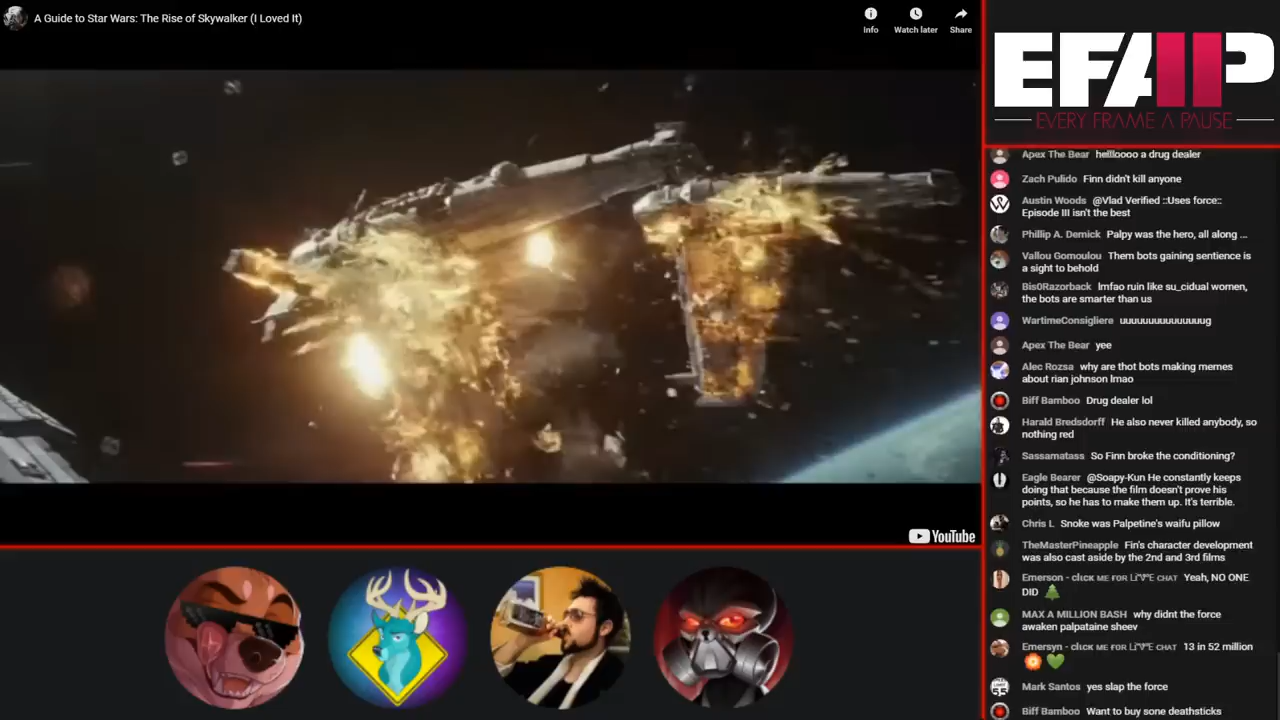 A Guide to Star Wars: The Rise of Skywalker (I Loved It)
Info
Watch later
Share
YouTube
EFAP
EVERY FRAME A PAUSE
Apex The Bear hellloooo a drug dealer
Zach Pulido Finn didn't kill anyone
Austin Woods @Vlad Verified ::Uses force::
Episode III isn't the best
Phillip A. Demick Palpy was the hero, all along ...
Vallou Gomoulou Them bots gaining sentience is
a sight to behold
Bis0Razorback lmfao ruin like su_cidual women,
the bots are smarter than us
WartimeConsigliere uuuuuuuuuuuuuug
Apex The Bear yee
Alec Rozsa why are thot bots making memes
about rian johnson lmao
Biff Bamboo Drug dealer lol
Harald Bredsdorff He also never killed anybody, so
nothing red
Sassamatass So Finn broke the conditioning?
Eagle Bearer @Soapy-Kun He constantly keeps
doing that because the film doesn't prove his
points, so he has to make them up. It's terrible.
Chris L Snoke was Palpetine's waifu pillow
TheMasterPineapple Fin's character development
was also cast aside by the 2nd and 3rd films
Emerson - clıcĸ ME FOR CHAT Yeah, NO ONE
DID
MAX A MILLION BASH why didnt the force
awaken palpataine sheev
Emersyn - clıcĸ ME FOR CHAT 13 in 52 million
Mark Santos yes slap the force
Biff Bamboo Want to buy sone deathsticks